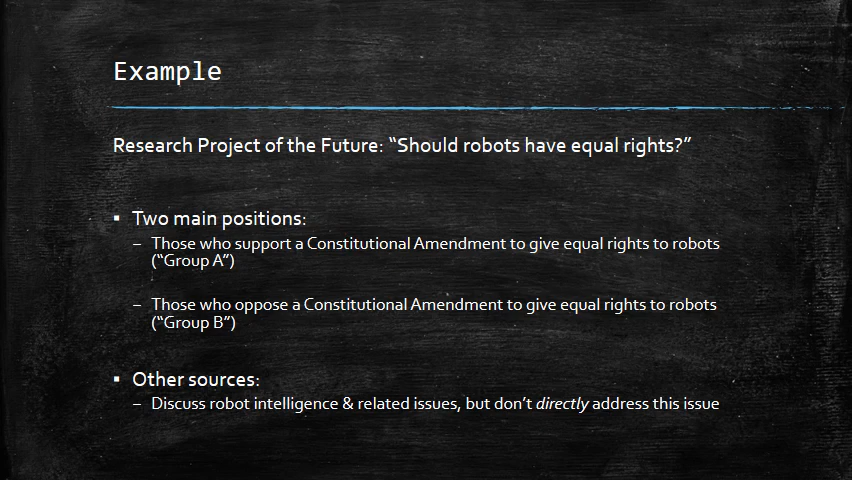 Example
Research Project of the Future: “Should robots have equal rights?”
▪ Two main positions:
– Those who support a Constitutional Amendment to give equal rights to robots
(“Group A”)
– Those who oppose a Constitutional Amendment to give equal rights to robots
(“Group B”)
▪ Other sources:
– Discuss robot intelligence & related issues, but don’t directly address this issue